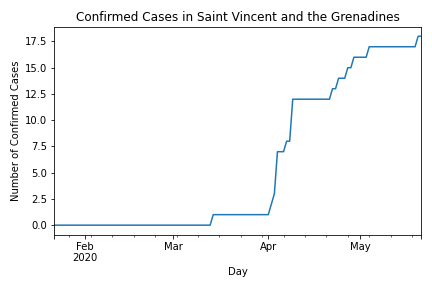 Confirmed Cases in Saint Vincent and the Grenadines
Number of Confirmed Cases
17.5
15.0
12.5
10.0
7.5
5.0
2.5
0.0
Feb Mar Apr May
2020
Day